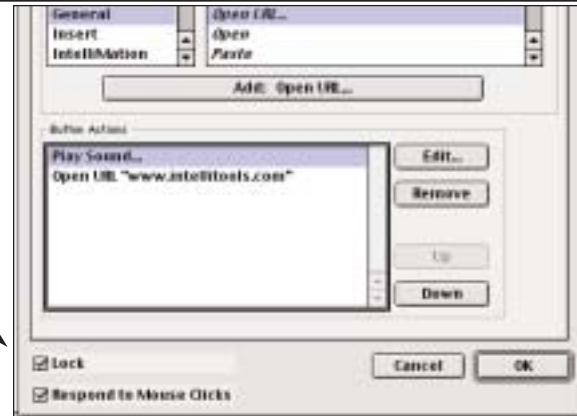 General
Open URL...
Insert
Open
IntelliMation
Paste
Add: Open URL...
Button Actions
Play Sound...
Open URL "www.intellitools.com"
Edit...
Remove
Up
Down
Lock
Cancel
OK
Respond to Mouse Clicks